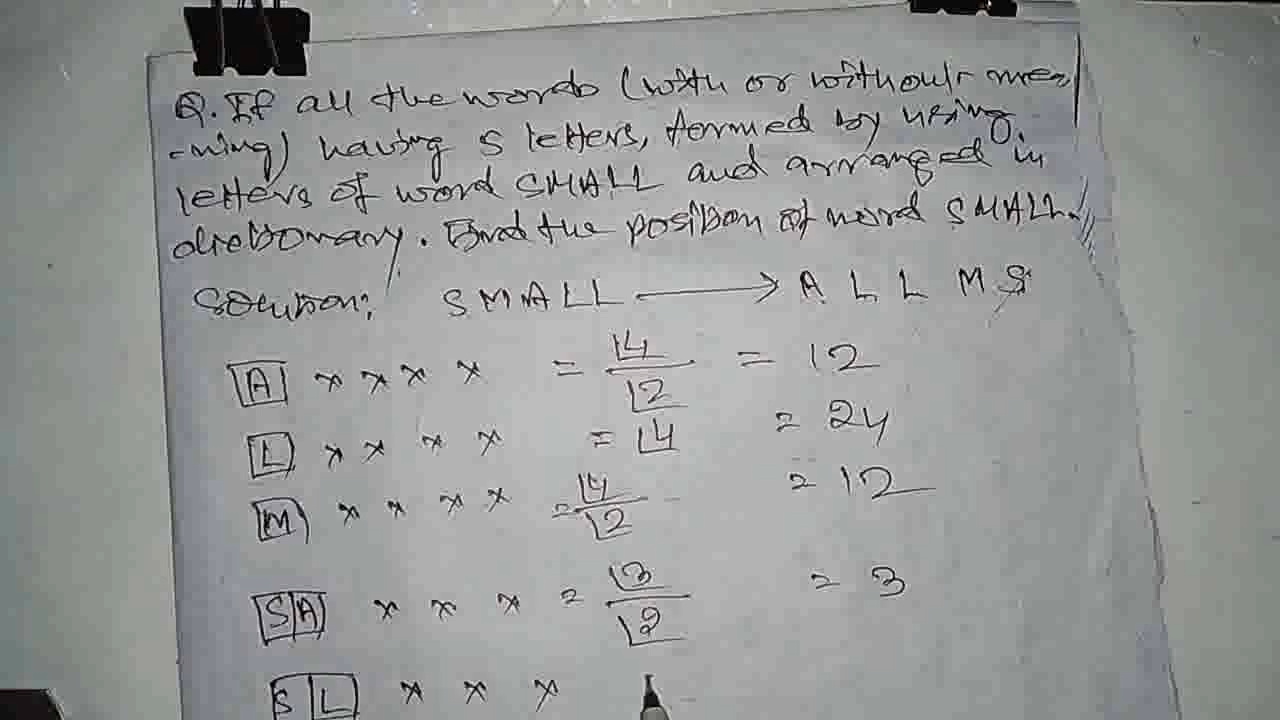 Q. If all the words (with or without mea
-ning) having 5 letters, formed by using
letters of word SMALL and arranged in
dictionary. Find the position of word SMALL.
Solution: SMALL → A L L M S
A × × × × = ⌊4 / ⌊2 = 12
L × × × × = ⌊4 = 24
M × × × × = ⌊4 / ⌊2 = 12
S A × × × = ⌊3 / ⌊2 = 3
S L × × ×